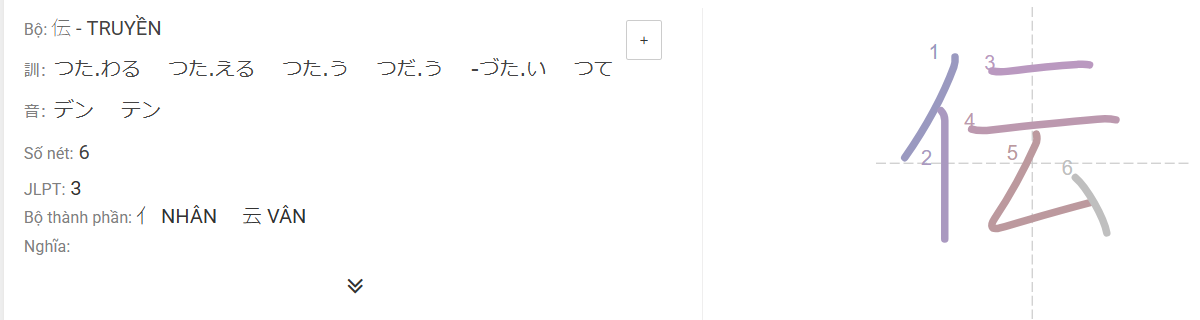 Bộ: 伝 - TRUYỀN
+
訓: つた.わる つた.える つた.う つだ.う -づた.い つて
音: デン テン
Số nét: 6
JLPT: 3
Bộ thành phần: 亻 NHÂN 云 VÂN
Nghĩa:
伝
1
2
3
4
5
6